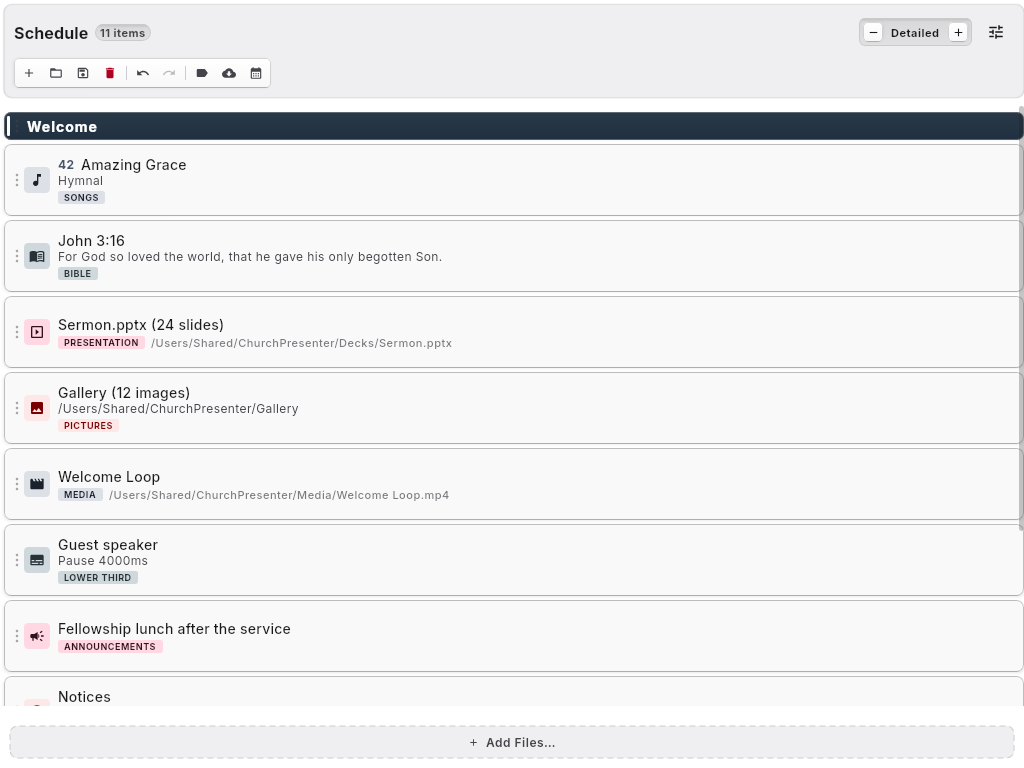 Schedule 11 items
− Detailed +
Welcome
42 Amazing Grace
Hymnal
SONGS
John 3:16
For God so loved the world, that he gave his only begotten Son.
BIBLE
Sermon.pptx (24 slides)
PRESENTATION /Users/Shared/ChurchPresenter/Decks/Sermon.pptx
Gallery (12 images)
/Users/Shared/ChurchPresenter/Gallery
PICTURES
Welcome Loop
MEDIA /Users/Shared/ChurchPresenter/Media/Welcome Loop.mp4
Guest speaker
Pause 4000ms
LOWER THIRD
Fellowship lunch after the service
ANNOUNCEMENTS
Notices
+ Add Files...